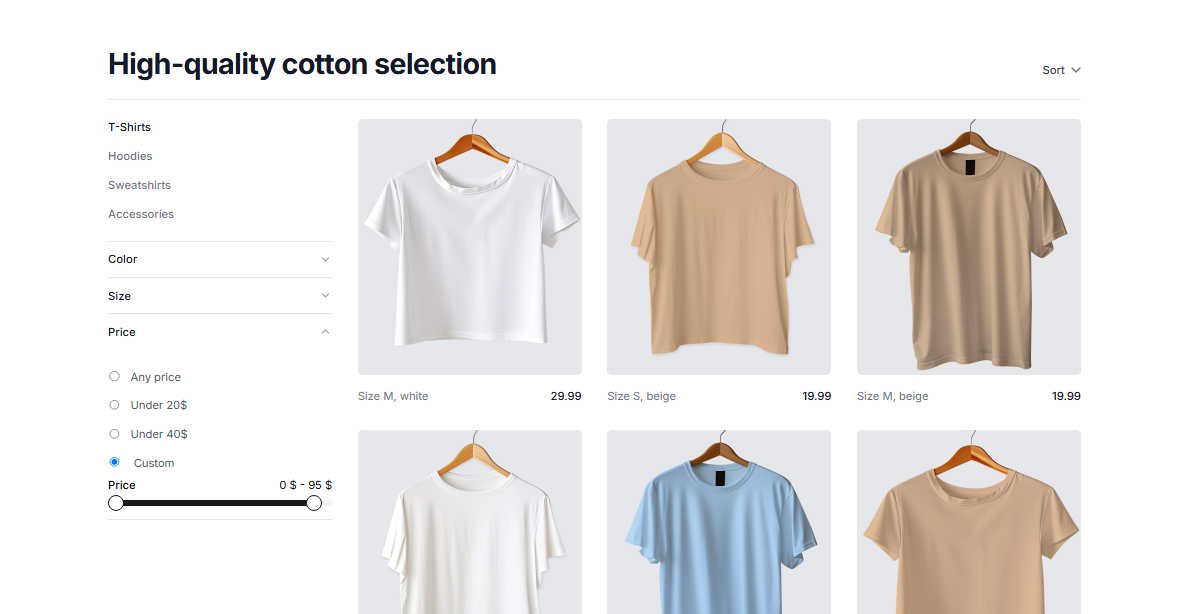 High-quality cotton selection
Sort
T-Shirts
Hoodies
Sweatshirts
Accessories
Color
Size
Price
Any price
Under 20$
Under 40$
Custom
Price 0 $ - 95 $
Size M, white 29.99
Size S, beige 19.99
Size M, beige 19.99